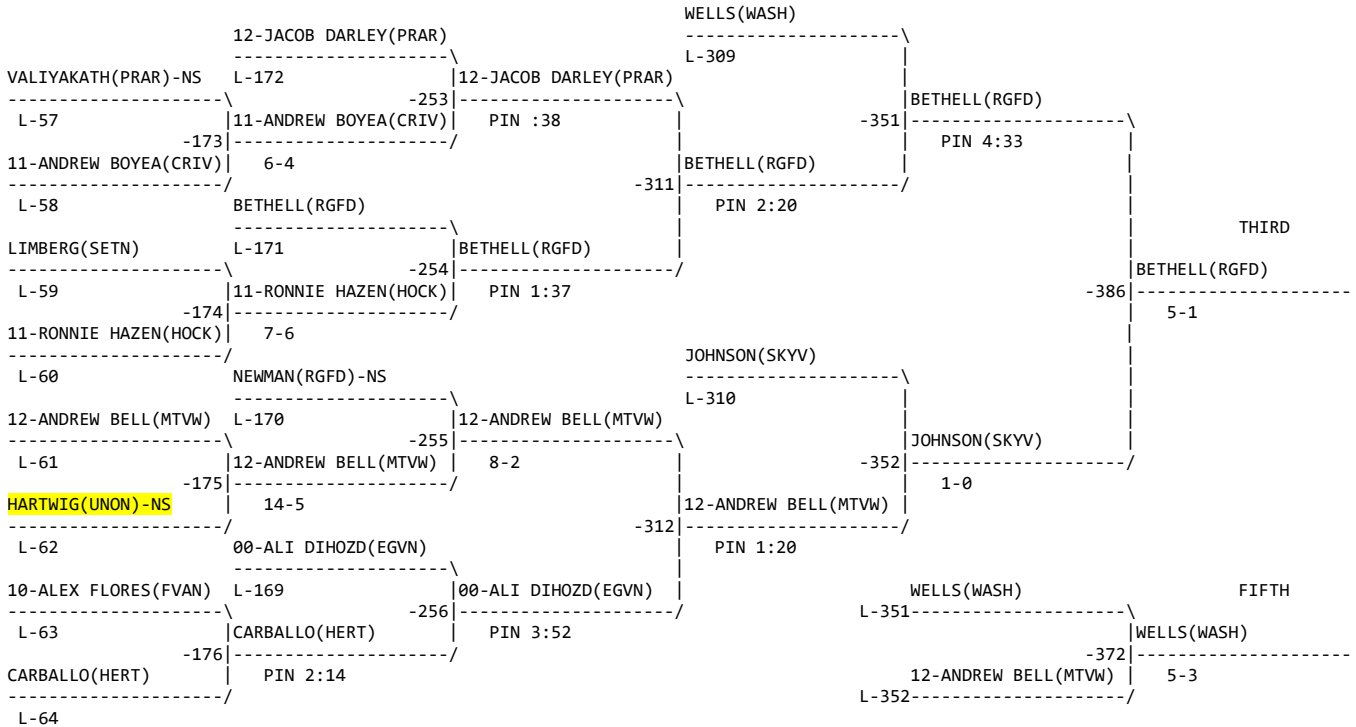 WELLS(WASH)
12-JACOB DARLEY(PRAR) ---------------------\
---------------------\ L-309 |
VALIYAKATH(PRAR)-NS L-172 |12-JACOB DARLEY(PRAR) |
---------------------\ -253|---------------------\ |BETHELL(RGFD)
L-57 |11-ANDREW BOYEA(CRIV)| PIN :38 | -351|---------------------\
-173|---------------------/ | | PIN 4:33 |
11-ANDREW BOYEA(CRIV)| 6-4 |BETHELL(RGFD) | |
---------------------/ -311|---------------------/ |
L-58 BETHELL(RGFD) | PIN 2:20 |
---------------------\ | | THIRD
LIMBERG(SETN) L-171 |BETHELL(RGFD) | |
---------------------\ -254|---------------------/ |BETHELL(RGFD)
L-59 |11-RONNIE HAZEN(HOCK)| PIN 1:37 -386|---------------------
-174|---------------------/ | 5-1
11-RONNIE HAZEN(HOCK)| 7-6 |
---------------------/ JOHNSON(SKYV) |
L-60 NEWMAN(RGFD)-NS ---------------------\ |
---------------------\ L-310 | |
12-ANDREW BELL(MTVW) L-170 |12-ANDREW BELL(MTVW) | |
---------------------\ -255|---------------------\ |JOHNSON(SKYV) |
L-61 |12-ANDREW BELL(MTVW) | 8-2 | -352|---------------------/
-175|---------------------/ | | 1-0
HARTWIG(UNON)-NS | 14-5 |12-ANDREW BELL(MTVW) |
---------------------/ -312|---------------------/
L-62 00-ALI DIHOZD(EGVN) | PIN 1:20
---------------------\ |
10-ALEX FLORES(FVAN) L-169 |00-ALI DIHOZD(EGVN) | WELLS(WASH) FIFTH
---------------------\ -256|---------------------/ L-351---------------------\
L-63 |CARBALLO(HERT) | PIN 3:52 |WELLS(WASH)
-176|---------------------/ -372|---------------------
CARBALLO(HERT) | PIN 2:14 12-ANDREW BELL(MTVW) | 5-3
---------------------/ L-352---------------------/
L-64